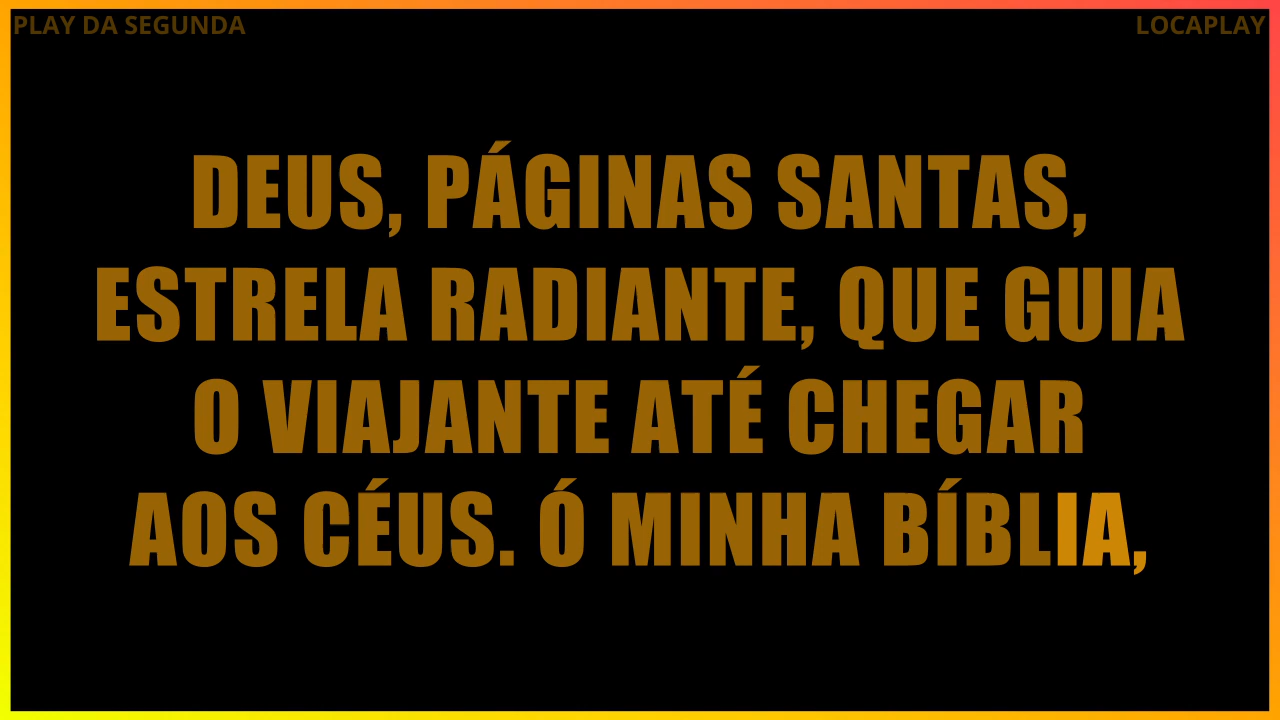 PLAY DA SEGUNDA
LOCAPLAY
DEUS, PÁGINAS SANTAS,
ESTRELA RADIANTE, QUE GUIA
O VIAJANTE ATÉ CHEGAR
AOS CÉUS. Ó MINHA BÍBLIA,